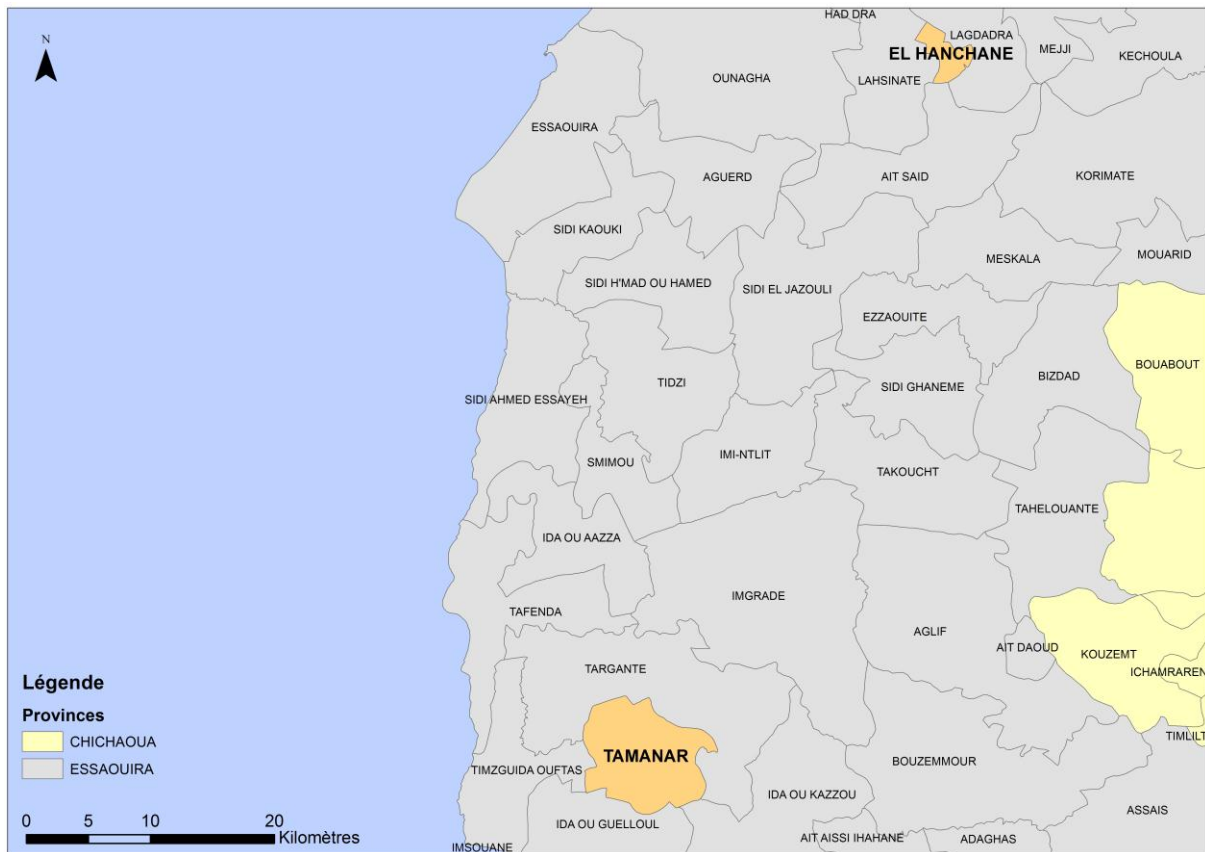 HAD DRA
LAGDADRA
N
EL HANCHANE
MEJJI
KECHOULA
OUNAGHA
LAHSINATE
ESSAOUIRA
AGUERD
AIT SAID
KORIMATE
SIDI KAOUKI
MESKALA
MOUARID
SIDI H'MAD OU HAMED
SIDI EL JAZOULI
EZZAOUITE
BOUABOUT
TIDZI
SIDI GHANEME
BIZDAD
SIDI AHMED ESSAYEH
SMIMOU
IMI-NTLIT
TAKOUCHT
TAHELOUANTE
IDA OU AAZZA
IMGRADE
TAFENDA
AGLIF
AIT DAOUD
KOUZEMT
TARGANTE
ICHAMRAREN
Légende
Provinces
CHICHAOUA
ESSAOUIRA
TIMLILT
TAMANAR
BOUZEMMOUR
TIMZGUIDA OUFTAS
IDA OU KAZZOU
ASSAIS
0 5 10 20
Kilomètres
IDA OU GUELLOUL
AIT AISSI IHAHANE
ADAGHAS
IMSOUANE